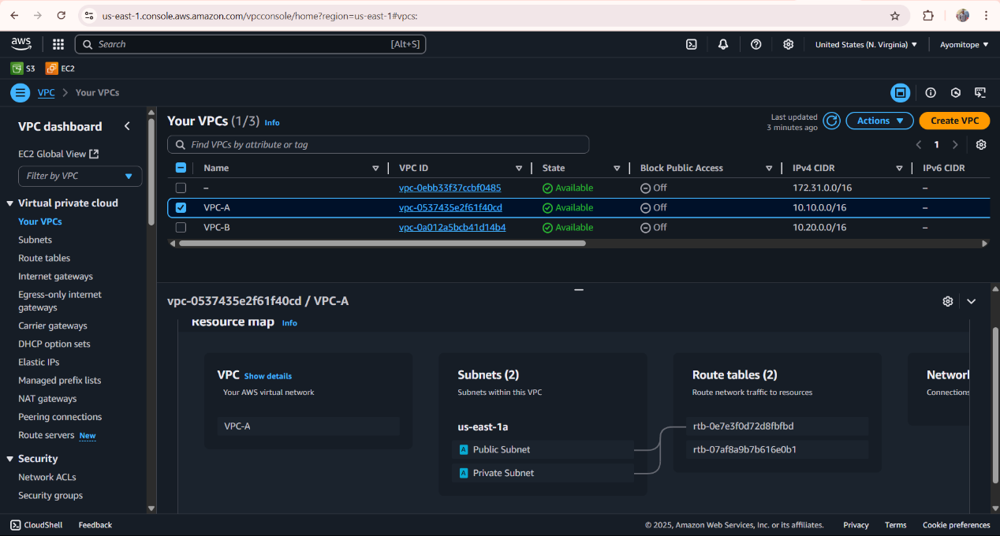 us-east-1.console.aws.amazon.com/vpcconsole/home?region=us-east-1#vpcs:
aws
Search [Alt+S]
United States (N. Virginia)
Ayomitope
S3
EC2
VPC
Your VPCs
VPC dashboard
EC2 Global View
Filter by VPC
Virtual private cloud
Your VPCs
Subnets
Route tables
Internet gateways
Egress-only internet
gateways
Carrier gateways
DHCP option sets
Elastic IPs
Managed prefix lists
NAT gateways
Peering connections
Route servers New
Security
Network ACLs
Security groups
Your VPCs (1/3) Info
Last updated
3 minutes ago
Actions
Create VPC
Find VPCs by attribute or tag
1
Name VPC ID State Block Public Access IPv4 CIDR IPv6 CIDR
– vpc-0ebb33f37ccbf0485 Available Off 172.31.0.0/16 –
VPC-A vpc-0537435e2f61f40cd Available Off 10.10.0.0/16 –
VPC-B vpc-0a012a5bcb41d14b4 Available Off 10.20.0.0/16 –
vpc-0537435e2f61f40cd / VPC-A
Resource map Info
VPC Show details
Your AWS virtual network
VPC-A
Subnets (2)
Subnets within this VPC
us-east-1a
A Public Subnet
A Private Subnet
Route tables (2)
Route network traffic to resources
rtb-0e7e3f0d72d8fbfbd
rtb-07af8a9b7b616e0b1
Network
Connections
CloudShell
Feedback
© 2025, Amazon Web Services, Inc. or its affiliates.
Privacy
Terms
Cookie preferences